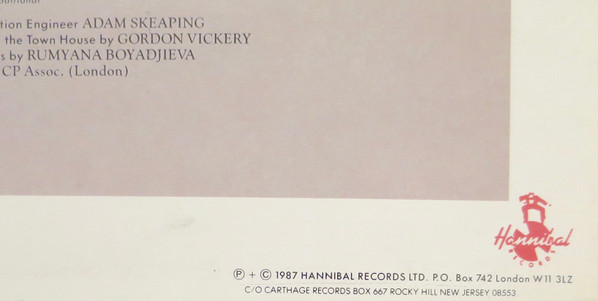 tion Engineer ADAM SKEAPING
the Town House by GORDON VICKERY
s by RUMYANA BOYADJIEVA
CP Assoc. (London)
Hannibal
RECORDS
Ⓟ + © 1987 HANNIBAL RECORDS LTD. P.O. Box 742 London W11 3LZ
C/O CARTHAGE RECORDS BOX 667 ROCKY HILL NEW JERSEY 08553